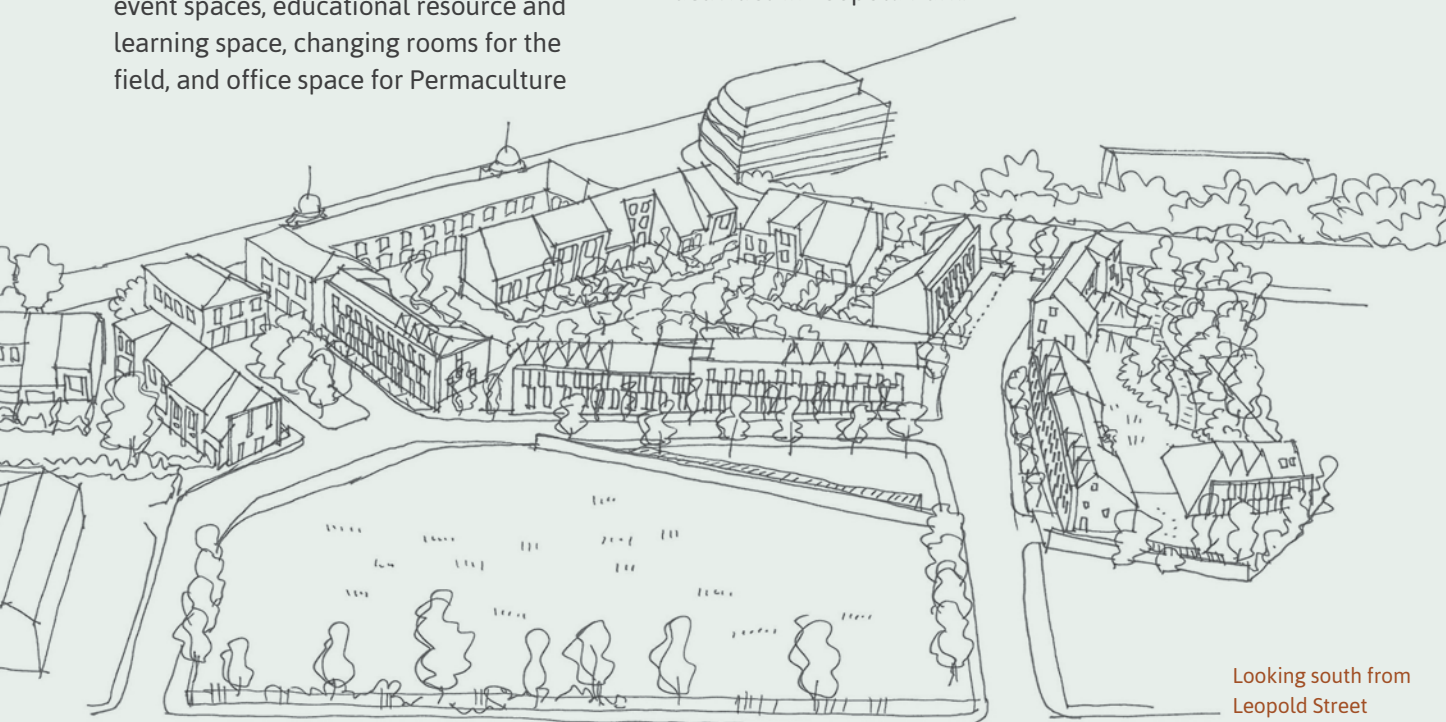 event spaces, educational resource and
learning space, changing rooms for the
field, and office space for Permaculture
Looking south from
Leopold Street